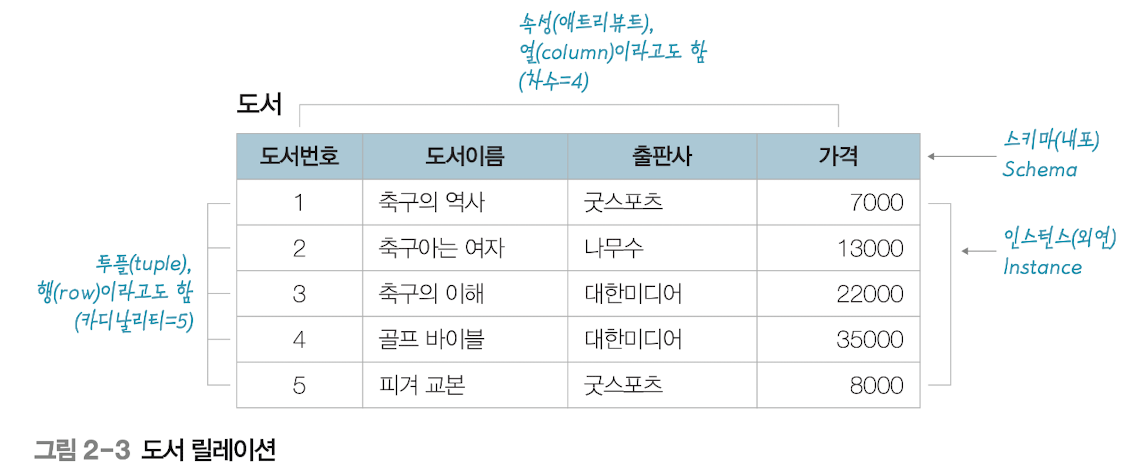 속성(애트리뷰트),
열(column)이라고도 함
(차수=4)
도서
도서번호 도서이름 출판사 가격
스키마(내포)
Schema
1 축구의 역사 굿스포츠 7000
2 축구아는 여자 나무수 13000
3 축구의 이해 대한미디어 22000
4 골프 바이블 대한미디어 35000
5 피겨 교본 굿스포츠 8000
투플(tuple),
행(row)이라고도 함
(카디날리티=5)
인스턴스(외연)
Instance
그림 2-3 도서 릴레이션